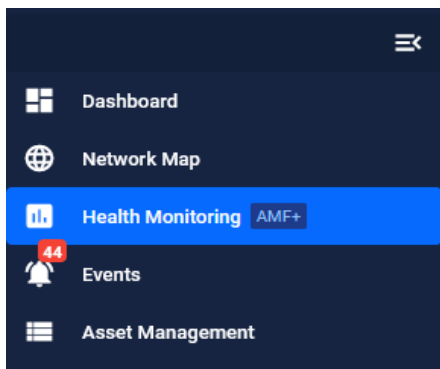 Dashboard
Network Map
Health Monitoring AMF+
44
Events
Asset Management